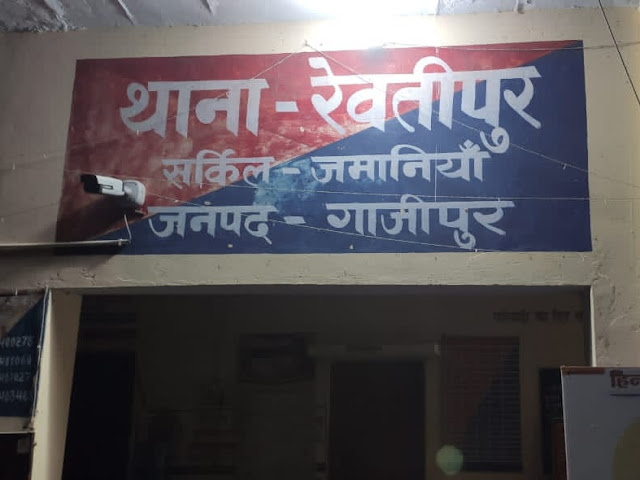 थाना - रेवतीपुर
सर्किल - जमानियाँ
जनपद - गाजीपुर